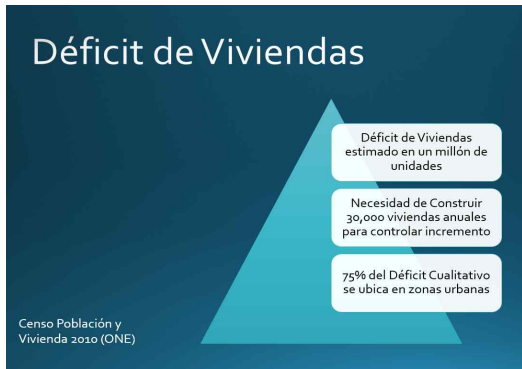 Déficit de Viviendas
Déficit de Viviendas
estimado en un millón de
unidades
Necesidad de Construir
30,000 viviendas anuales
para controlar incremento
75% del Déficit Cualitativo
se ubica en zonas urbanas
Censo Población y
Vivienda 2010 (ONE)